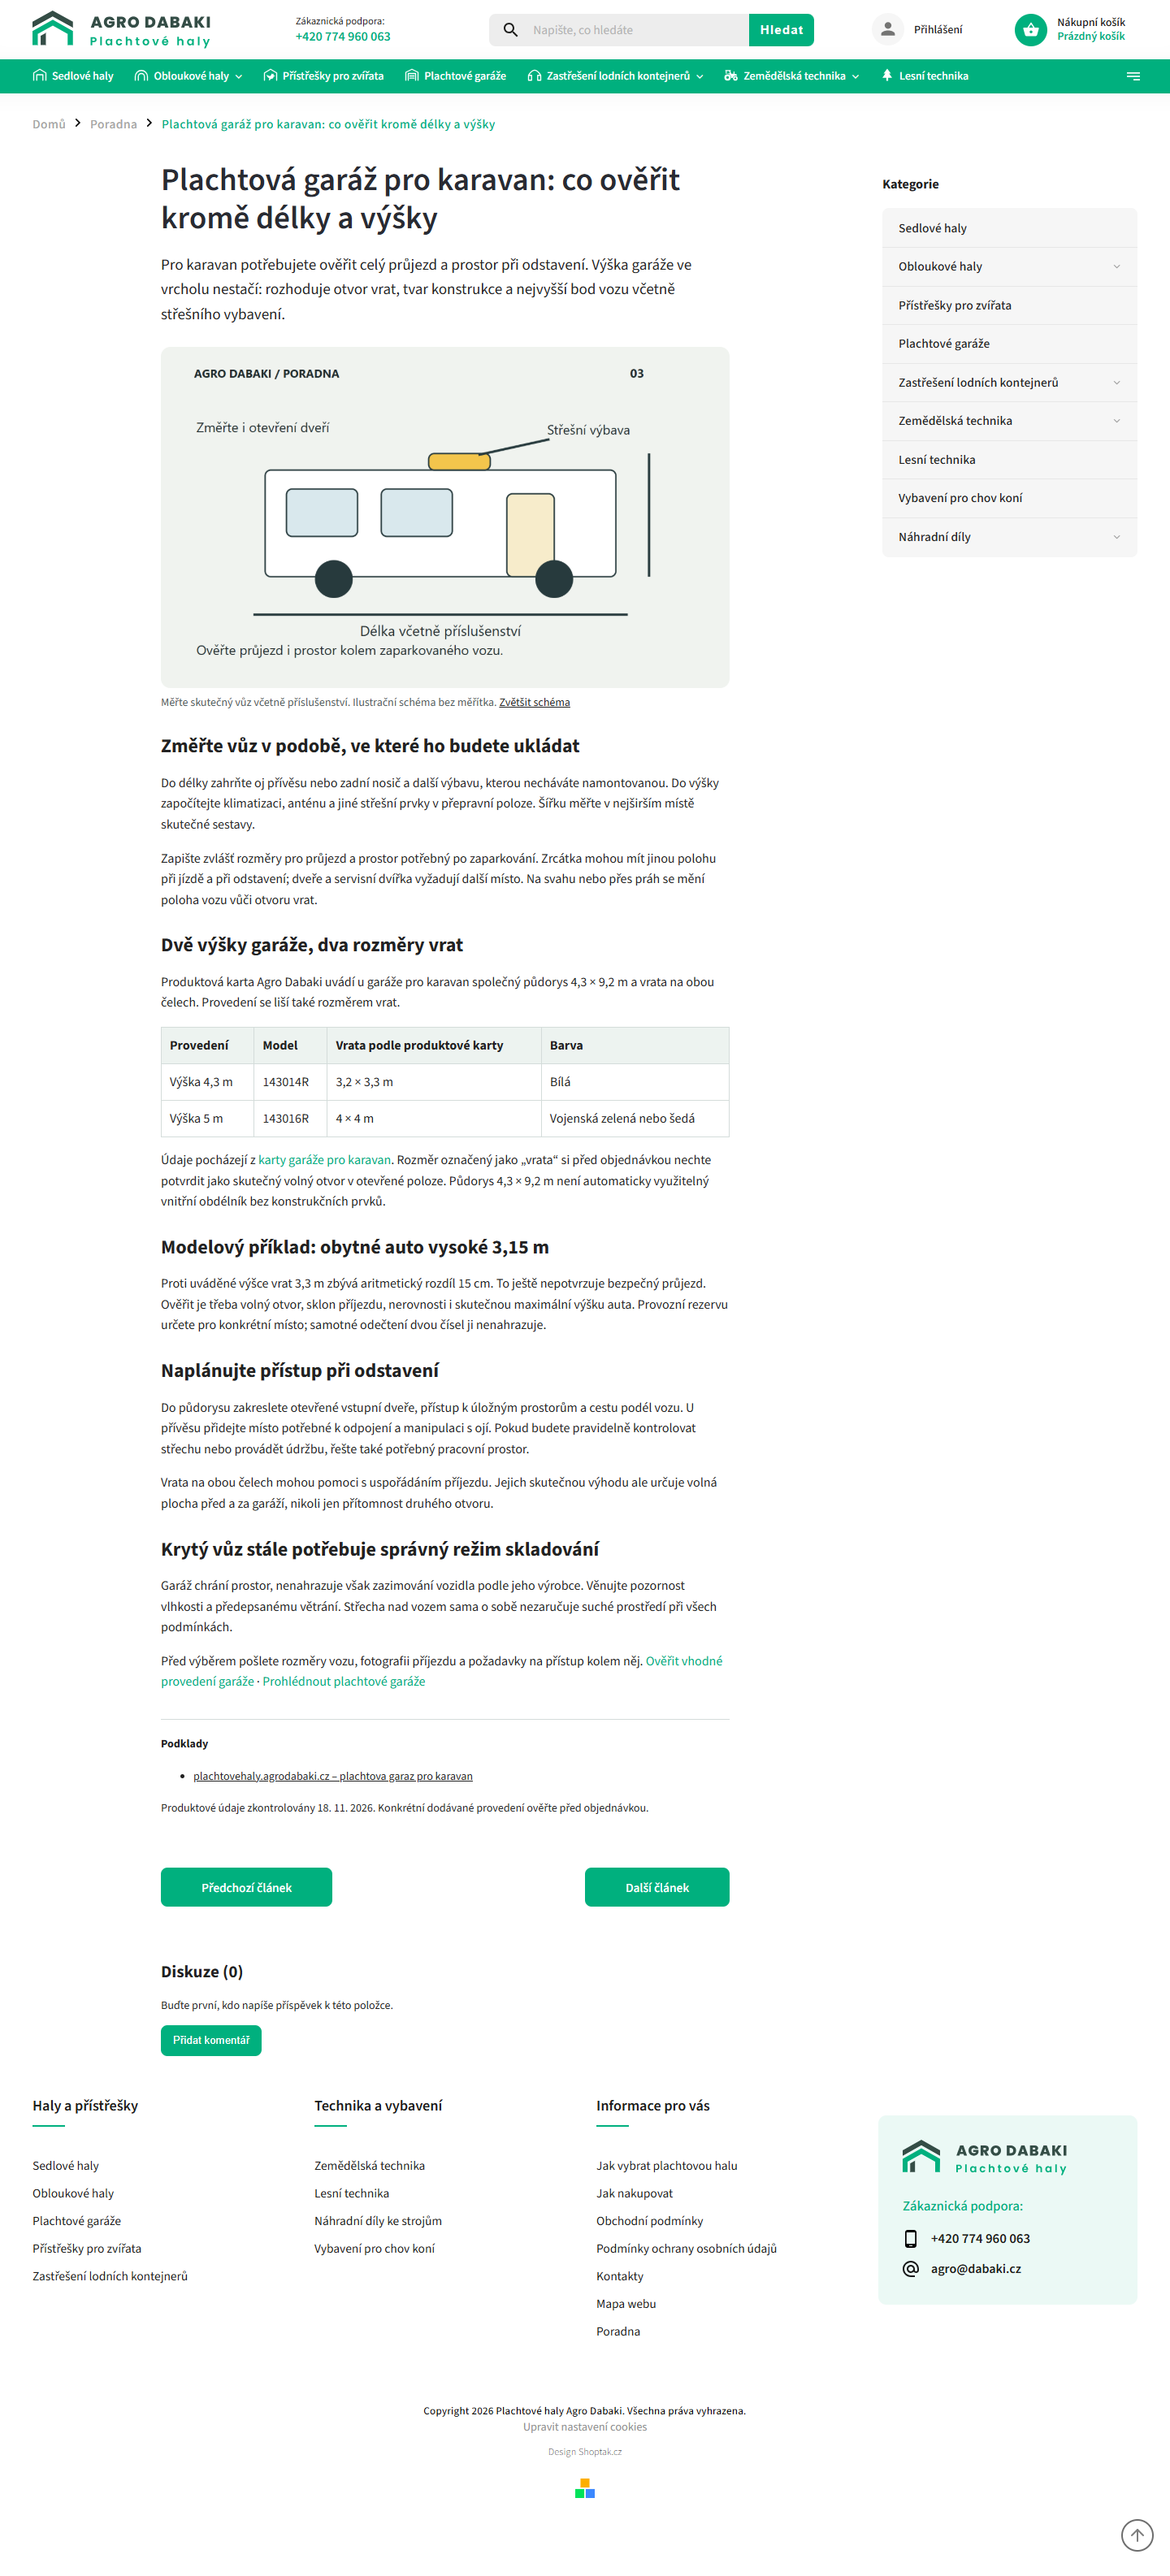 AGRO DABAKI
Plachtové haly
Zákaznická podpora:
+420 774 960 063
Napište, co hledáte
Hledat
Přihlášení
Nákupní košík
Prázdný košík
Sedlové haly
Obloukové haly
Přístřešky pro zvířata
Plachtové garáže
Zastřešení lodních kontejnerů
Zemědělská technika
Lesní technika
Domů
Poradna
Plachtová garáž pro karavan: co ověřit kromě délky a výšky
Plachtová garáž pro karavan: co ověřit
kromě délky a výšky
Pro karavan potřebujete ověřit celý průjezd a prostor při odstavení. Výška garáže ve
vrcholu nestačí: rozhoduje otvor vrat, tvar konstrukce a nejvyšší bod vozu včetně
střešního vybavení.
AGRO DABAKI / PORADNA
03
Změřte i otevření dveří
Střešní výbava
Délka včetně příslušenství
Ověřte průjezd i prostor kolem zaparkovaného vozu.
Měřte skutečný vůz včetně příslušenství. Ilustrační schéma bez měřítka. Zvětšit schéma
Změřte vůz v podobě, ve které ho budete ukládat
Do délky zahrňte oj přívěsu nebo zadní nosič a další výbavu, kterou necháváte namontovanou. Do výšky
započítejte klimatizaci, anténu a jiné střešní prvky v přepravní poloze. Šířku měřte v nejširším místě
skutečné sestavy.
Zapište zvlášť rozměry pro průjezd a prostor potřebný po zaparkování. Zrcátka mohou mít jinou polohu
při jízdě a při odstavení; dveře a servisní dvířka vyžadují další místo. Na svahu nebo přes práh se mění
poloha vozu vůči otvoru vrat.
Dvě výšky garáže, dva rozměry vrat
Produktová karta Agro Dabaki uvádí u garáže pro karavan společný půdorys 4,3 × 9,2 m a vrata na obou
čelech. Provedení se liší také rozměrem vrat.
Provedení Model Vrata podle produktové karty Barva
Výška 4,3 m 143014R 3,2 × 3,3 m Bílá
Výška 5 m 143016R 4 × 4 m Vojenská zelená nebo šedá
Údaje pocházejí z karty garáže pro karavan. Rozměr označený jako „vrata“ si před objednávkou nechte
potvrdit jako skutečný volný otvor v otevřené poloze. Půdorys 4,3 × 9,2 m není automaticky využitelný
vnitřní obdélník bez konstrukčních prvků.
Modelový příklad: obytné auto vysoké 3,15 m
Proti uváděné výšce vrat 3,3 m zbývá aritmetický rozdíl 15 cm. To ještě nepotvrzuje bezpečný průjezd.
Ověřit je třeba volný otvor, sklon příjezdu, nerovnosti i skutečnou maximální výšku auta. Provozní rezervu
určete pro konkrétní místo; samotné odečtení dvou čísel ji nenahrazuje.
Naplánujte přístup při odstavení
Do půdorysu zakreslete otevřené vstupní dveře, přístup k úložným prostorům a cestu podél vozu. U
přívěsu přidejte místo potřebné k odpojení a manipulaci s ojí. Pokud budete pravidelně kontrolovat
střechu nebo provádět údržbu, řešte také potřebný pracovní prostor.
Vrata na obou čelech mohou pomoci s uspořádáním příjezdu. Jejich skutečnou výhodu ale určuje volná
plocha před a za garáží, nikoli jen přítomnost druhého otvoru.
Krytý vůz stále potřebuje správný režim skladování
Garáž chrání prostor, nenahrazuje však zazimování vozidla podle jeho výrobce. Věnujte pozornost
vlhkosti a předepsanému větrání. Střecha nad vozem sama o sobě nezaručuje suché prostředí při všech
podmínkách.
Před výběrem pošlete rozměry vozu, fotografii příjezdu a požadavky na přístup kolem něj. Ověřit vhodné
provedení garáže · Prohlédnout plachtové garáže
Podklady
plachtovehaly.agrodabaki.cz – plachtova garaz pro karavan
Produktové údaje zkontrolovány 18. 11. 2026. Konkrétní dodávané provedení ověřte před objednávkou.
Předchozí článek
Další článek
Diskuze (0)
Buďte první, kdo napíše příspěvek k této položce.
Přidat komentář
Kategorie
Sedlové haly
Obloukové haly
Přístřešky pro zvířata
Plachtové garáže
Zastřešení lodních kontejnerů
Zemědělská technika
Lesní technika
Vybavení pro chov koní
Náhradní díly
Haly a přístřešky
Sedlové haly
Obloukové haly
Plachtové garáže
Přístřešky pro zvířata
Zastřešení lodních kontejnerů
Technika a vybavení
Zemědělská technika
Lesní technika
Náhradní díly ke strojům
Vybavení pro chov koní
Informace pro vás
Jak vybrat plachtovou halu
Jak nakupovat
Obchodní podmínky
Podmínky ochrany osobních údajů
Kontakty
Mapa webu
Poradna
AGRO DABAKI
Plachtové haly
Zákaznická podpora:
+420 774 960 063
agro@dabaki.cz
Copyright 2026 Plachtové haly Agro Dabaki. Všechna práva vyhrazena.
Upravit nastavení cookies
Design Shoptak.cz